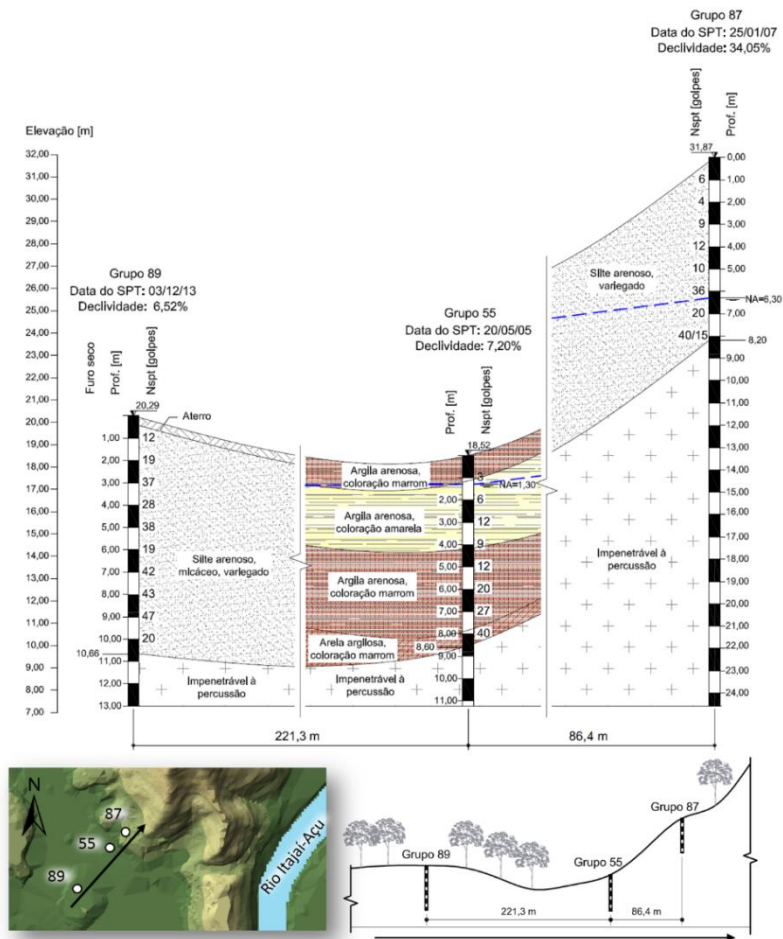 Grupo 87
Data do SPT: 25/01/07
Declividade: 34,05%
Nspt [golpes]
Prof. [m]
31,87
0,00
6
1,00
4
2,00
9
3,00
12
4,00
10
5,00
36
NA=6,30
20
7,00
40/15
8,20
9,00
10,00
11,00
12,00
13,00
14,00
15,00
16,00
17,00
18,00
19,00
20,00
21,00
22,00
23,00
24,00
Silte arenoso,
variegado
Impenetrável à
percussão
Elevação [m]
32,00
31,00
30,00
29,00
28,00
27,00
26,00
25,00
24,00
23,00
22,00
21,00
20,00
19,00
18,00
17,00
16,00
15,00
14,00
13,00
12,00
11,00
10,00
9,00
8,00
7,00
Grupo 89
Data do SPT: 03/12/13
Declividade: 6,52%
Furo seco
Prof. [m]
Nspt [golpes]
20,29
Aterro
1,00 12
2,00 19
3,00 37
4,00 28
5,00 38
6,00 19
7,00 42
8,00 43
9,00 47
10,00 20
10,66
11,00
12,00
13,00
Silte arenoso,
micáceo, variegado
Impenetrável à
percussão
Grupo 55
Data do SPT: 20/05/05
Declividade: 7,20%
Prof. [m]
Nspt [golpes]
18,52
3
NA=1,30
2,00 6
3,00 12
4,00 9
5,00 12
6,00 20
7,00 27
8,00 40
8,60
9,00
10,00
11,00
Argila arenosa,
coloração marrom
Argila arenosa,
coloração amarela
Argila arenosa,
coloração marrom
Areia argilosa,
coloração marrom
Impenetrável à
percussão
221,3 m
86,4 m
N
87
55
89
Rio Itajaí-Açu
Grupo 89
Grupo 55
Grupo 87
221,3 m
86,4 m